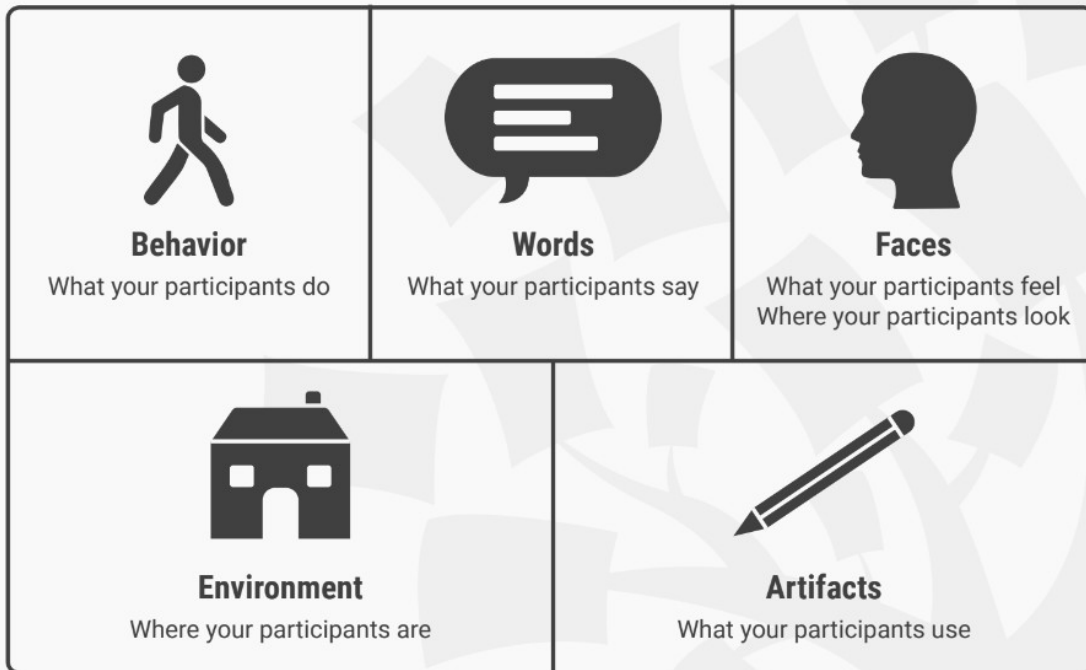 Behavior
What your participants do
Words
What your participants say
Faces
What your participants feel
Where your participants look
Environment
Where your participants are
Artifacts
What your participants use